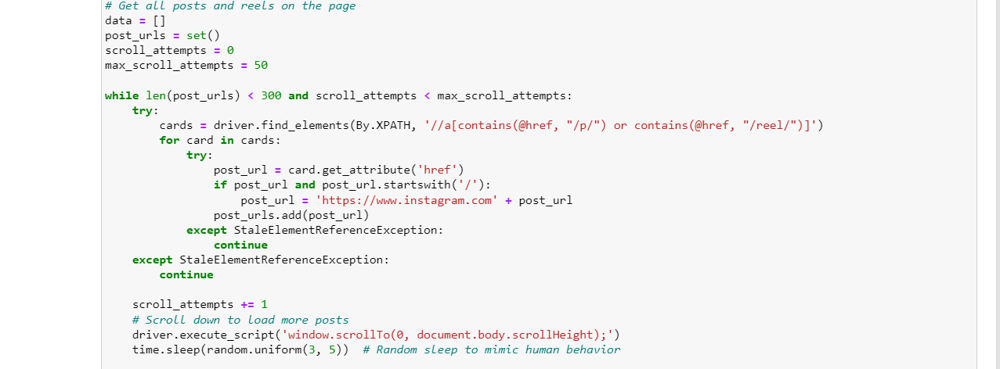 # Get all posts and reels on the page
data = []
post_urls = set()
scroll_attempts = 0
max_scroll_attempts = 50

while len(post_urls) < 300 and scroll_attempts < max_scroll_attempts:
    try:
        cards = driver.find_elements(By.XPATH, '//a[contains(@href, "/p/") or contains(@href, "/reel/")]')
        for card in cards:
            try:
                post_url = card.get_attribute('href')
                if post_url and post_url.startswith('/'):
                    post_url = 'https://www.instagram.com' + post_url
                post_urls.add(post_url)
            except StaleElementReferenceException:
                continue
    except StaleElementReferenceException:
        continue

    scroll_attempts += 1
    # Scroll down to load more posts
    driver.execute_script('window.scrollTo(0, document.body.scrollHeight);')
    time.sleep(random.uniform(3, 5))  # Random sleep to mimic human behavior